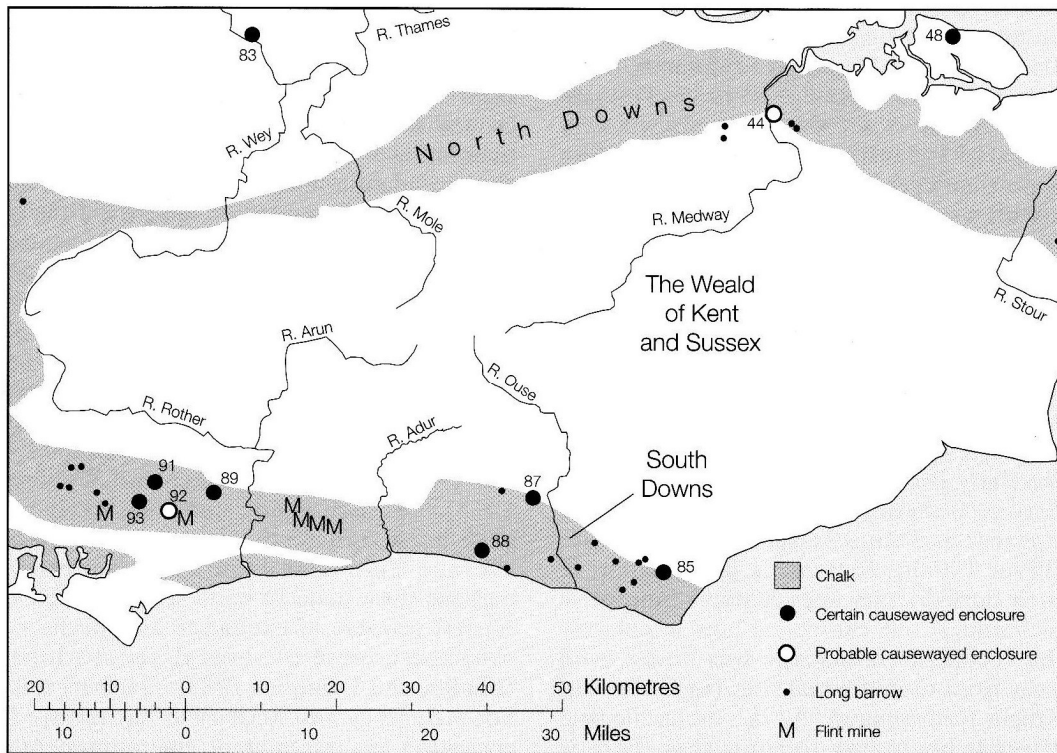 R. Thames
83
48
North Downs
44
R. Wey
R. Mole
R. Medway
The Weald
of Kent
and Sussex
R. Stour
R. Arun
R. Ouse
R. Rother
R. Adur
91
89
92
93
M
M
M
M
M
M
87
South
Downs
88
85
Chalk
Certain causewayed enclosure
Probable causewayed enclosure
Long barrow
M Flint mine
20 10 0 10 20 30 40 50 Kilometres
10 0 10 20 30 Miles